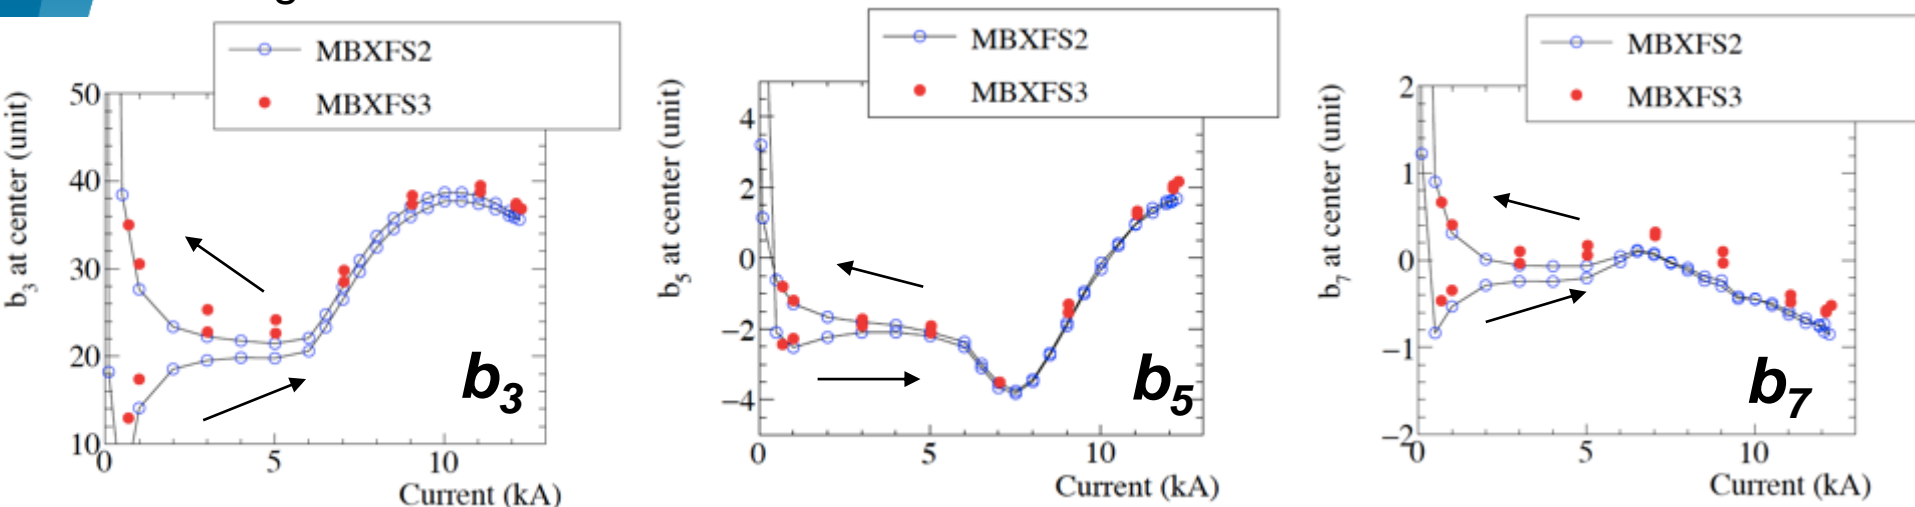 MBXFS2
MBXFS3
b3 at center (unit)
50
40
30
20
10
0
5
10
Current (kA)
b3
MBXFS2
MBXFS3
b5 at center (unit)
4
2
0
−2
−4
0
5
10
Current (kA)
b5
MBXFS2
MBXFS3
b7 at center (unit)
2
1
0
−1
−2
0
5
10
Current (kA)
b7